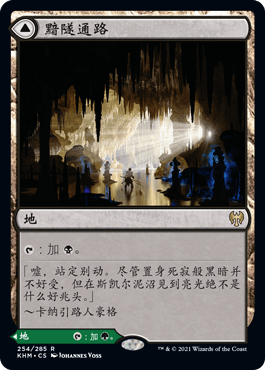 黯隧通路
地
：加。
「嘘，站定别动。尽管置身死寂般黑暗并
不好受，但在斯凯尔泥沼见到亮光绝不是
什么好兆头。」
～卡纳引路人豪格
地 ：加。
254/285 R
KHM • CS JOHANNES VOSS
™ & © 2021 Wizards of the Coast